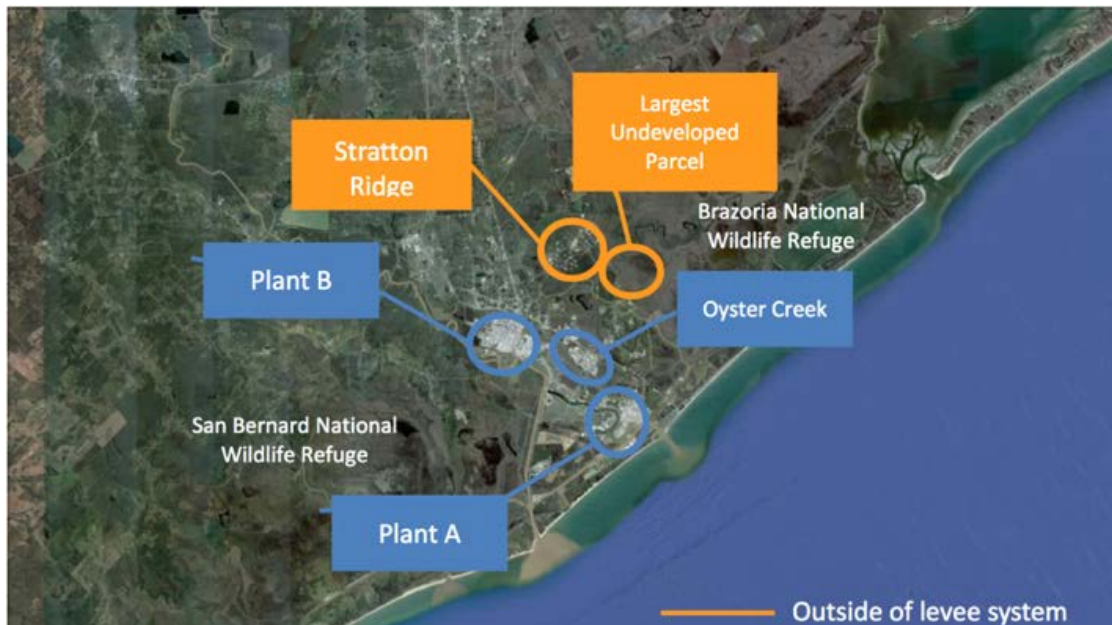 Largest
Undeveloped
Parcel
Stratton
Ridge
Brazoria National
Wildlife Refuge
Plant B
Oyster Creek
San Bernard National
Wildlife Refuge
Plant A
Outside of levee system